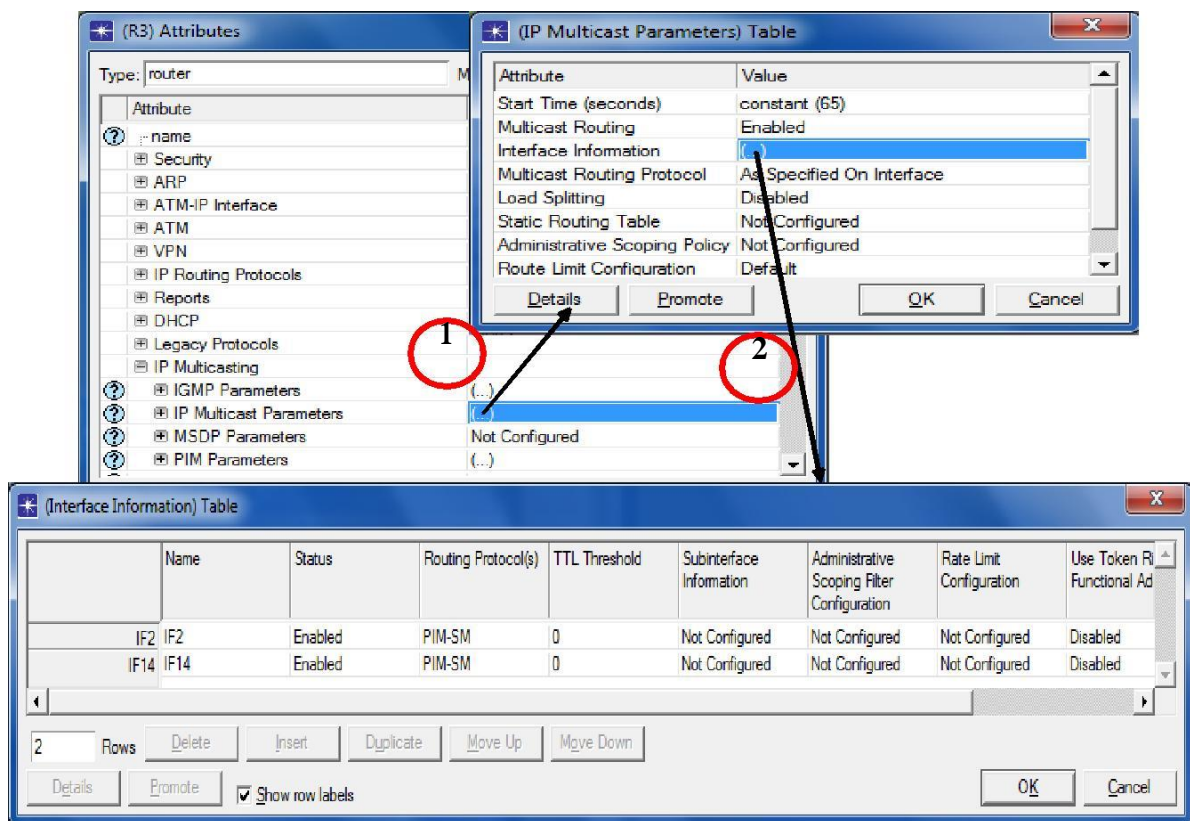 (R3) Attributes
Type: router
M
Attribute
name
Security
ARP
ATM-IP Interface
ATM
VPN
IP Routing Protocols
Reports
DHCP
Legacy Protocols
IP Multicasting
IGMP Parameters (...)
IP Multicast Parameters (...)
MSDP Parameters Not Configured
PIM Parameters (...)
(IP Multicast Parameters) Table
Attribute Value
Start Time (seconds) constant (65)
Multicast Routing Enabled
Interface Information (...)
Multicast Routing Protocol As Specified On Interface
Load Splitting Disabled
Static Routing Table Not Configured
Administrative Scoping Policy Not Configured
Route Limit Configuration Default
Details Promote OK Cancel
1
2
(Interface Information) Table
Name Status Routing Protocol(s) TTL Threshold Subinterface Information Administrative Scoping Filter Configuration Rate Limit Configuration Use Token Ri Functional Ad
IF2 IF2 Enabled PIM-SM 0 Not Configured Not Configured Not Configured Disabled
IF14 IF14 Enabled PIM-SM 0 Not Configured Not Configured Not Configured Disabled
2 Rows Delete Insert Duplicate Move Up Move Down
Details Promote Show row labels OK Cancel